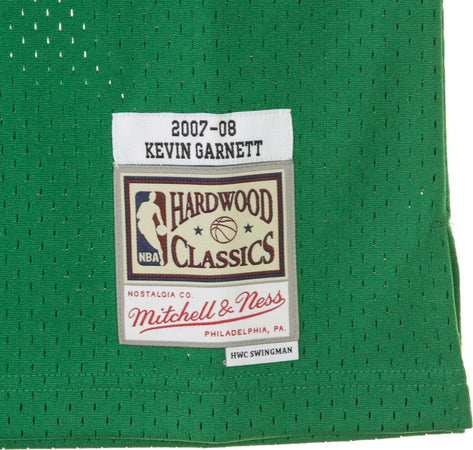 2007-08
KEVIN GARNETT
HARDWOOD
CLASSICS
NBA
NOSTALGIA CO.
Mitchell & Ness
PHILADELPHIA, PA.
HWC SWINGMAN